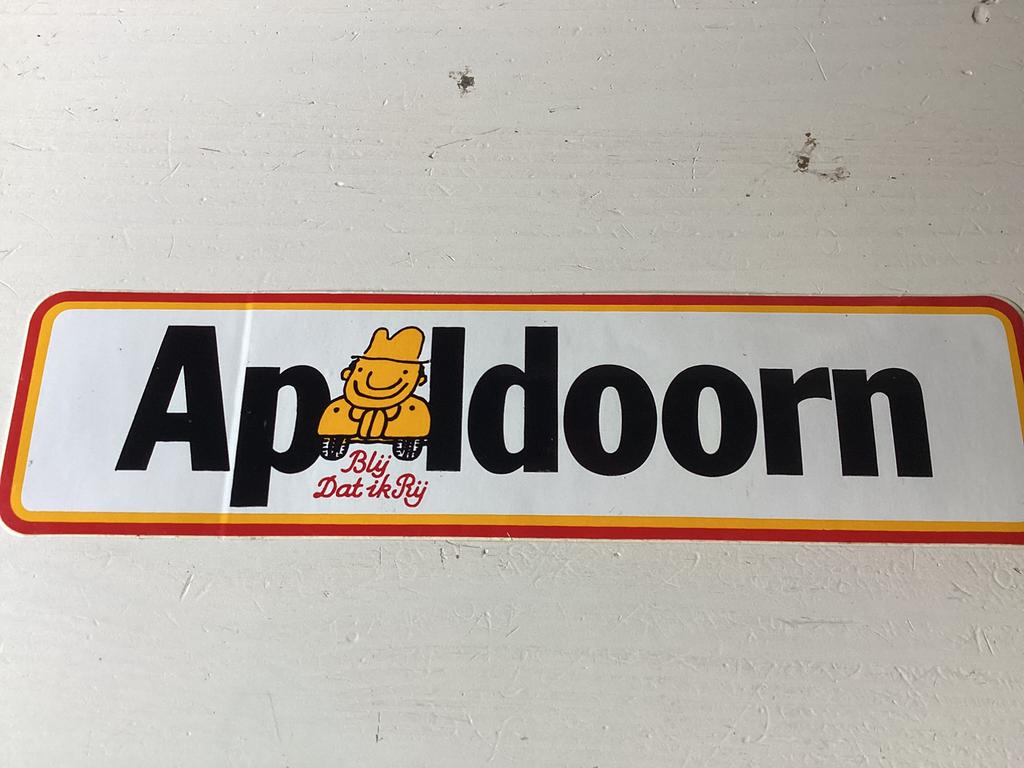 Ap ldoorn
Blij
Dat ik Rij